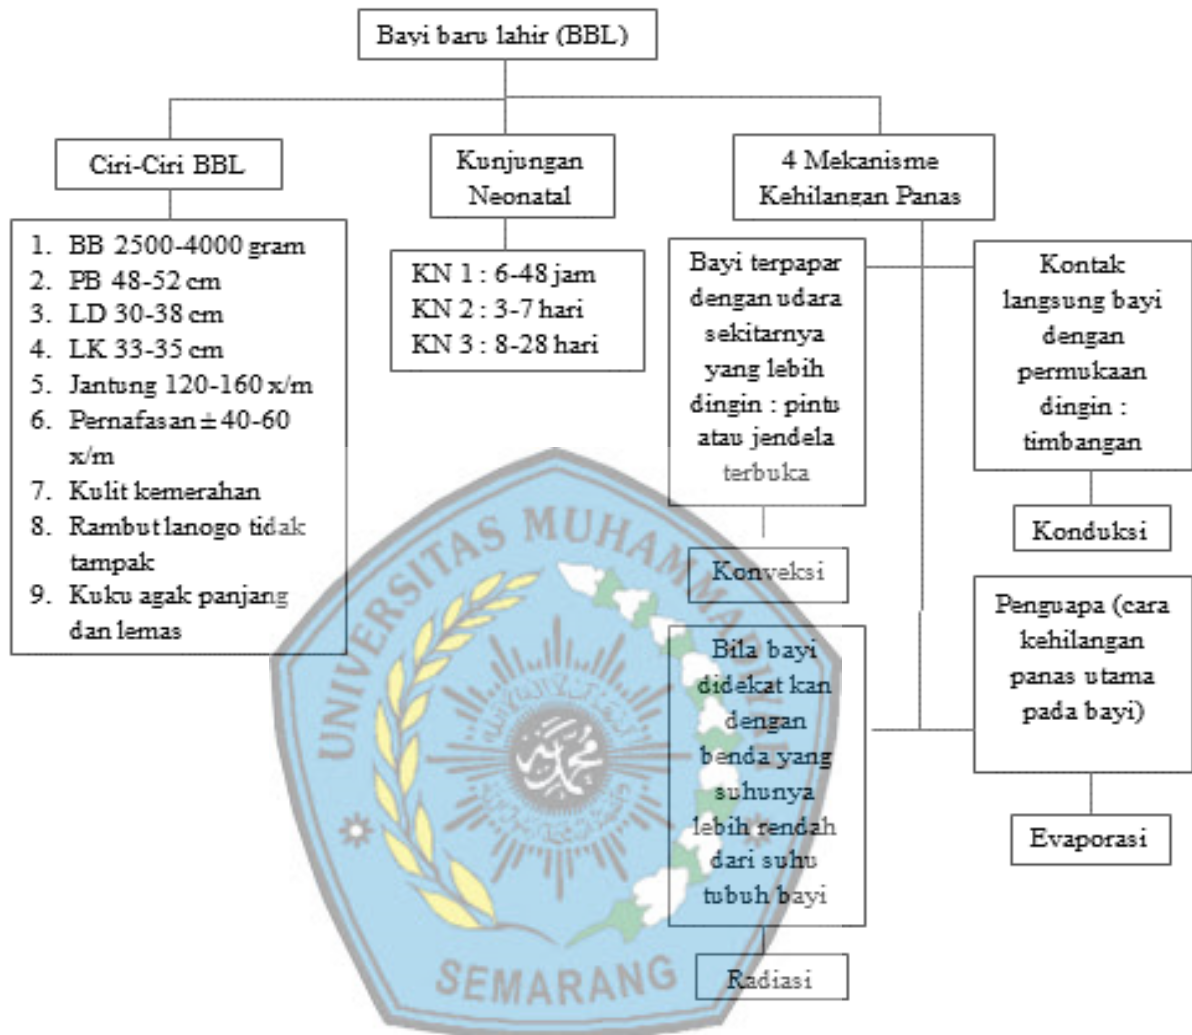 Bayi baru lahir (BBL)
Ciri-Ciri BBL
1. BB 2500-4000 gram
2. PB 48-52 cm
3. LD 30-38 cm
4. LK 33-35 cm
5. Jantung 120-160 x/m
6. Pernafasan ± 40-60
x/m
7. Kulit kemerahan
8. Rambut lanogo tidak
tampak
9. Kuku agak panjang
dan lemas
Kunjungan
Neonatal
KN 1 : 6-48 jam
KN 2 : 3-7 hari
KN 3 : 8-28 hari
4 Mekanisme
Kehilangan Panas
Bayi terpapar
dengan udara
sekitarnya
yang lebih
dingin : pintu
atau jendela
terbuka
Konveksi
Kontak
langsung bayi
dengan
permukaan
dingin :
timbangan
Konduksi
Bila bayi
didekat kan
dengan
benda yang
suhunya
lebih rendah
dari suhu
tubuh bayi
Radiasi
Penguapa (cara
kehilangan
panas utama
pada bayi)
Evaporasi
UNIVERSITAS MUHAMMADIYAH
SEMARANG